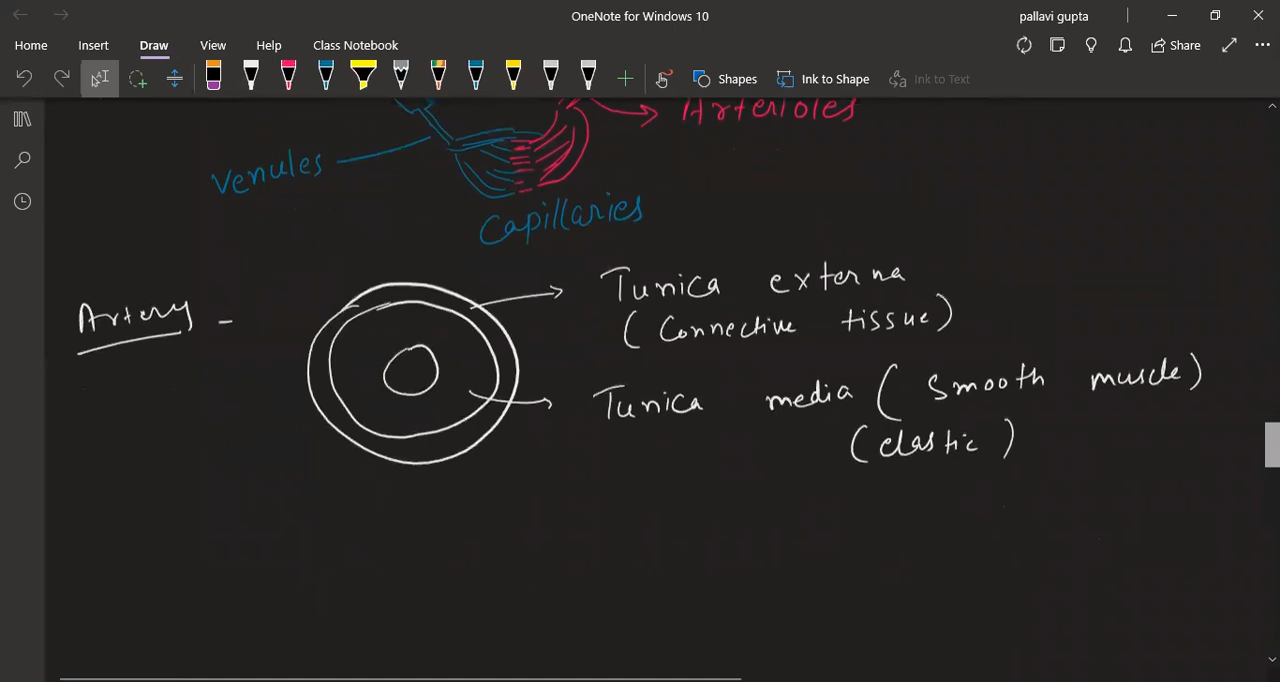 OneNote for Windows 10
pallavi gupta
Home Insert Draw View Help Class Notebook
Share
Shapes Ink to Shape Ink to Text
Arterioles
Venules
Capillaries
Artery -
Tunica externa
(Connective tissue)
Tunica media (Smooth muscle)
(elastic)